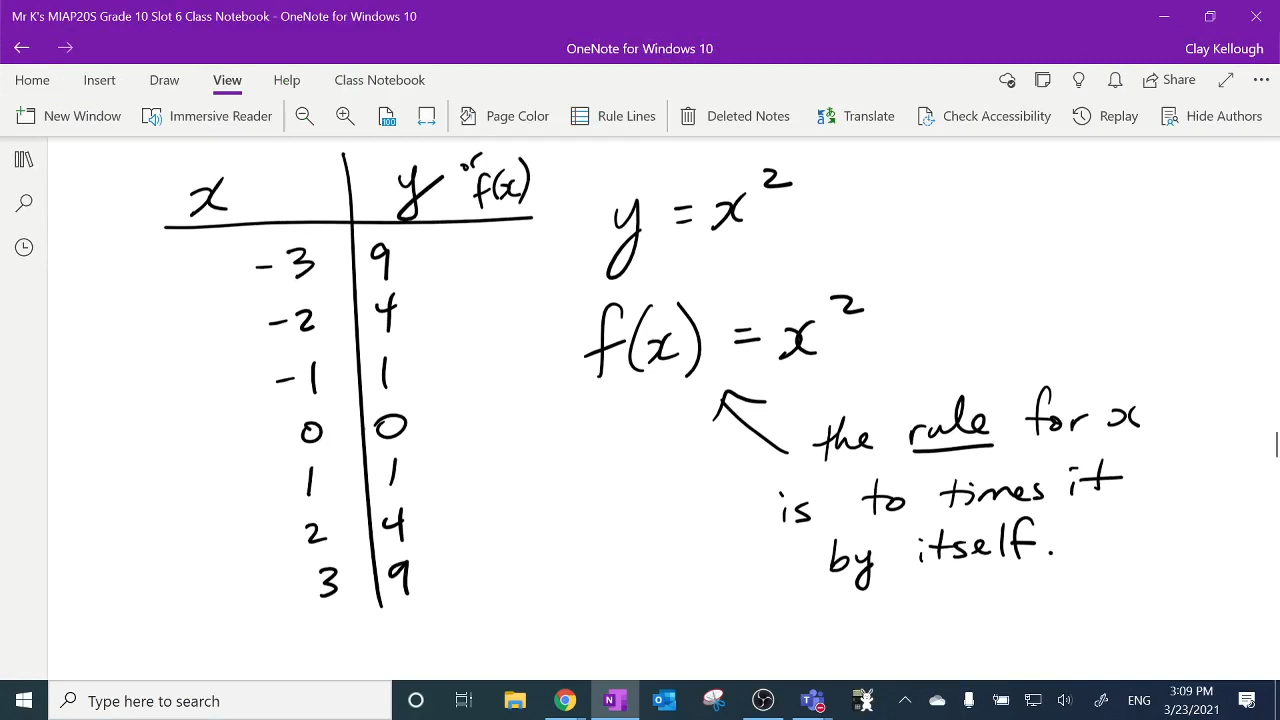 Mr K's MIAP20S Grade 10 Slot 6 Class Notebook - OneNote for Windows 10
OneNote for Windows 10
Clay Kellough
Home Insert Draw View Help Class Notebook Share
New Window Immersive Reader 100 Page Color Rule Lines Deleted Notes Translate Check Accessibility Replay Hide Authors
x y or f(x)
-3 9
-2 4
-1 1
0 0
1 1
2 4
3 9
y = x²
f(x) = x²
the rule for x
is to times it
by itself.
Type here to search
ENG
3:09 PM
3/23/2021